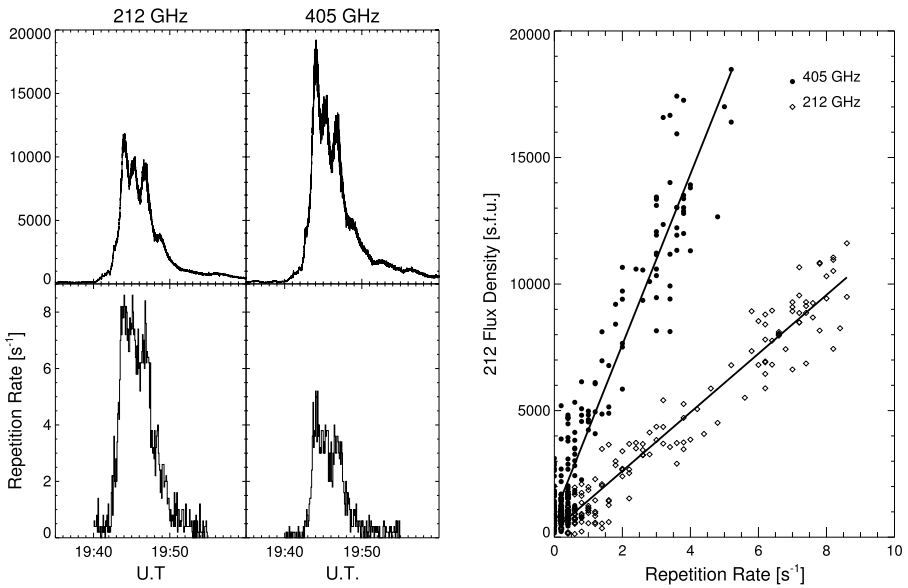 212 GHz 405 GHz
20000
15000
10000
5000
0
8
6
4
2
0
Repetition Rate [s-1]
19:40 19:50 19:40 19:50
U.T U.T.
20000
15000
10000
5000
0
212 Flux Density [s.f.u.]
405 GHz
212 GHz
0 2 4 6 8 10
Repetition Rate [s-1]